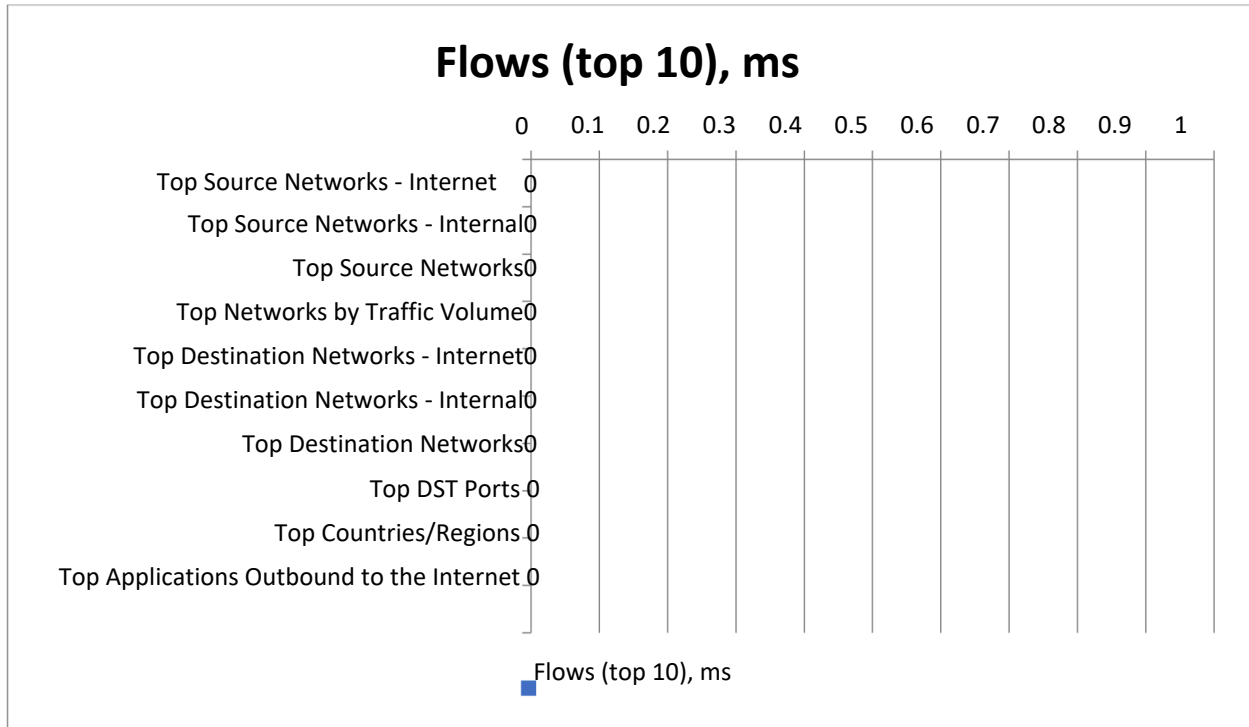 Flows (top 10), ms
0 0.1 0.2 0.3 0.4 0.5 0.6 0.7 0.8 0.9 1
Top Source Networks - Internet 0
Top Source Networks - Internal 0
Top Source Networks 0
Top Networks by Traffic Volume 0
Top Destination Networks - Internet 0
Top Destination Networks - Internal 0
Top Destination Networks 0
Top DST Ports 0
Top Countries/Regions 0
Top Applications Outbound to the Internet 0
Flows (top 10), ms